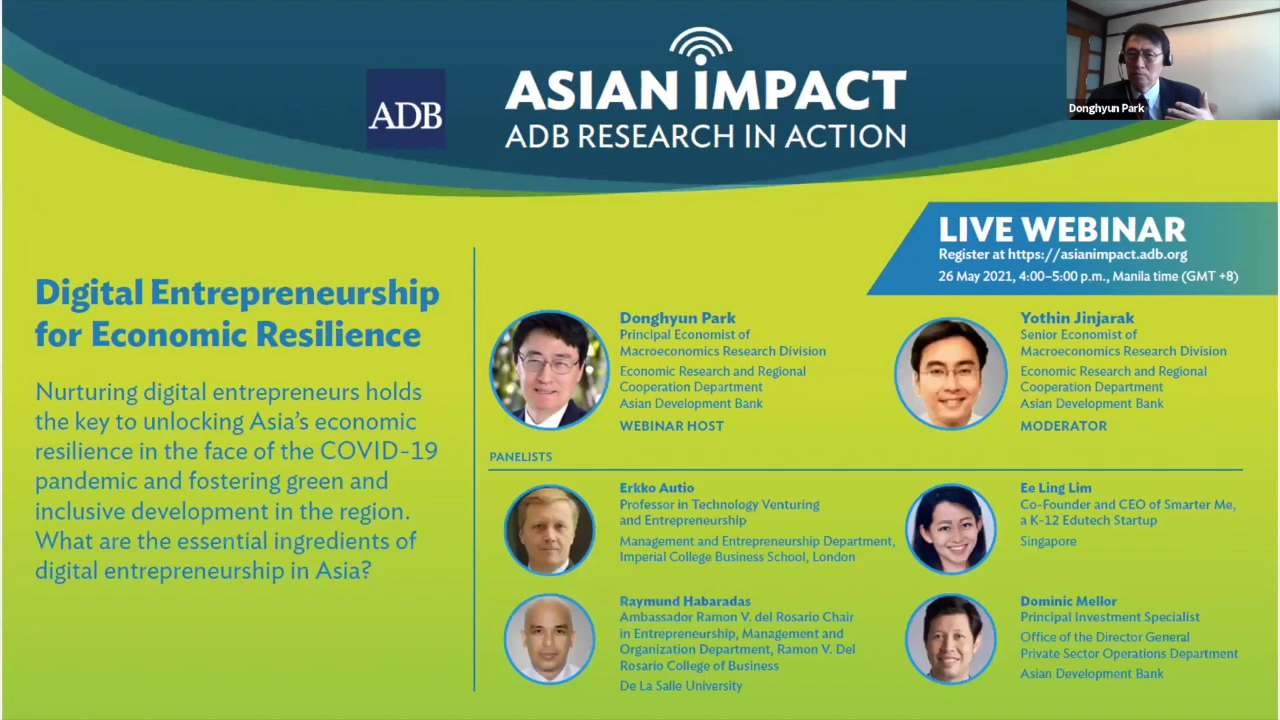 Donghyun Park
ADB
ASIAN IMPACT
ADB RESEARCH IN ACTION
LIVE WEBINAR
Register at https://asianimpact.adb.org
26 May 2021, 4:00–5:00 p.m., Manila time (GMT +8)
Digital Entrepreneurship
for Economic Resilience
Nurturing digital entrepreneurs holds
the key to unlocking Asia's economic
resilience in the face of the COVID-19
pandemic and fostering green and
inclusive development in the region.
What are the essential ingredients of
digital entrepreneurship in Asia?
Donghyun Park
Principal Economist of
Macroeconomics Research Division
Economic Research and Regional
Cooperation Department
Asian Development Bank
WEBINAR HOST
Yothin Jinjarak
Senior Economist of
Macroeconomics Research Division
Economic Research and Regional
Cooperation Department
Asian Development Bank
MODERATOR
PANELISTS
Erkko Autio
Professor in Technology Venturing
and Entrepreneurship
Management and Entrepreneurship Department,
Imperial College Business School, London
Ee Ling Lim
Co-Founder and CEO of Smarter Me,
a K-12 Edutech Startup
Singapore
Raymund Habaradas
Ambassador Ramon V. del Rosario Chair
in Entrepreneurship, Management and
Organization Department, Ramon V. Del
Rosario College of Business
De La Salle University
Dominic Mellor
Principal Investment Specialist
Office of the Director General
Private Sector Operations Department
Asian Development Bank